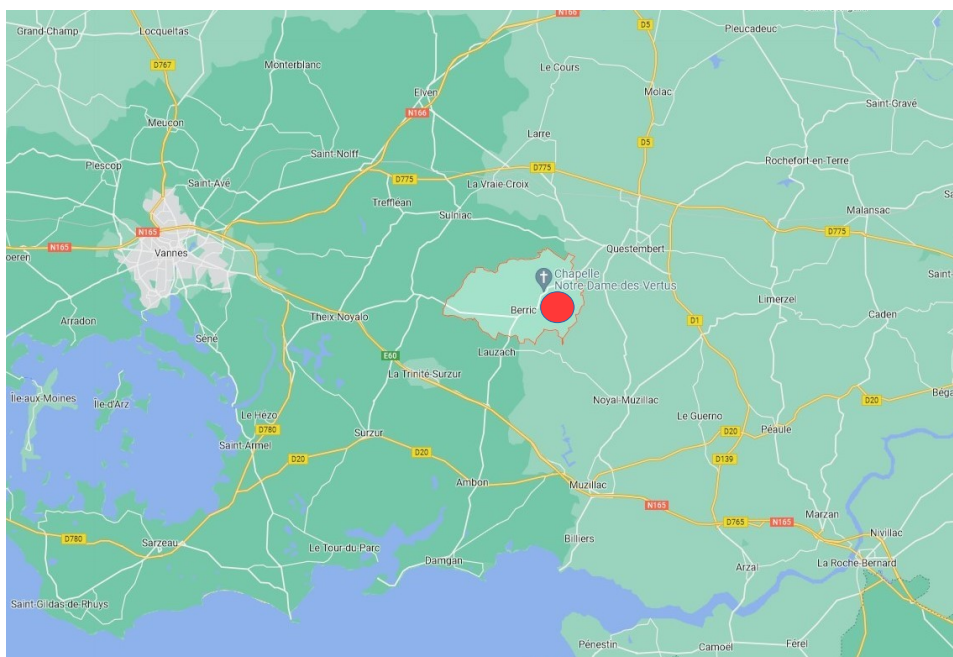 N166
D5
Pleucadeuc
Grand-Champ
Locqueltas
D767
Monterblanc
Le Cours
Molac
Elven
N166
Saint-Gravé
Meucon
Larré
D5
Saint-Nolff
Rochefort-en-Terre
Plescop
D775
Saint-Avé
D775
La Vraie-Croix
Treffléan
Sulniac
Malansac
N165
D775
N165
Vannes
Questembert
Chapelle
Notre Dame des Vertus
Limerzel
Berric
Caden
Arradon
Theix-Noyalo
D1
Séné
E60
Lauzach
La Trinité-Surzur
Île-aux-Moines
Île-d'Arz
Noyal-Muzillac
D20
Le Hézo
Le Guerno
D780
Péaule
Surzur
D20
Saint-Armel
D20
D20
D139
Ambon
Muzillac
N165
D765
N165
Marzan
D780
Sarzeau
Billiers
Nivillac
Le Tour-du-Parc
Damgan
Arzal
La Roche-Bernard
Saint-Gildas-de-Rhuys
Pénestin
Camoël
Férel